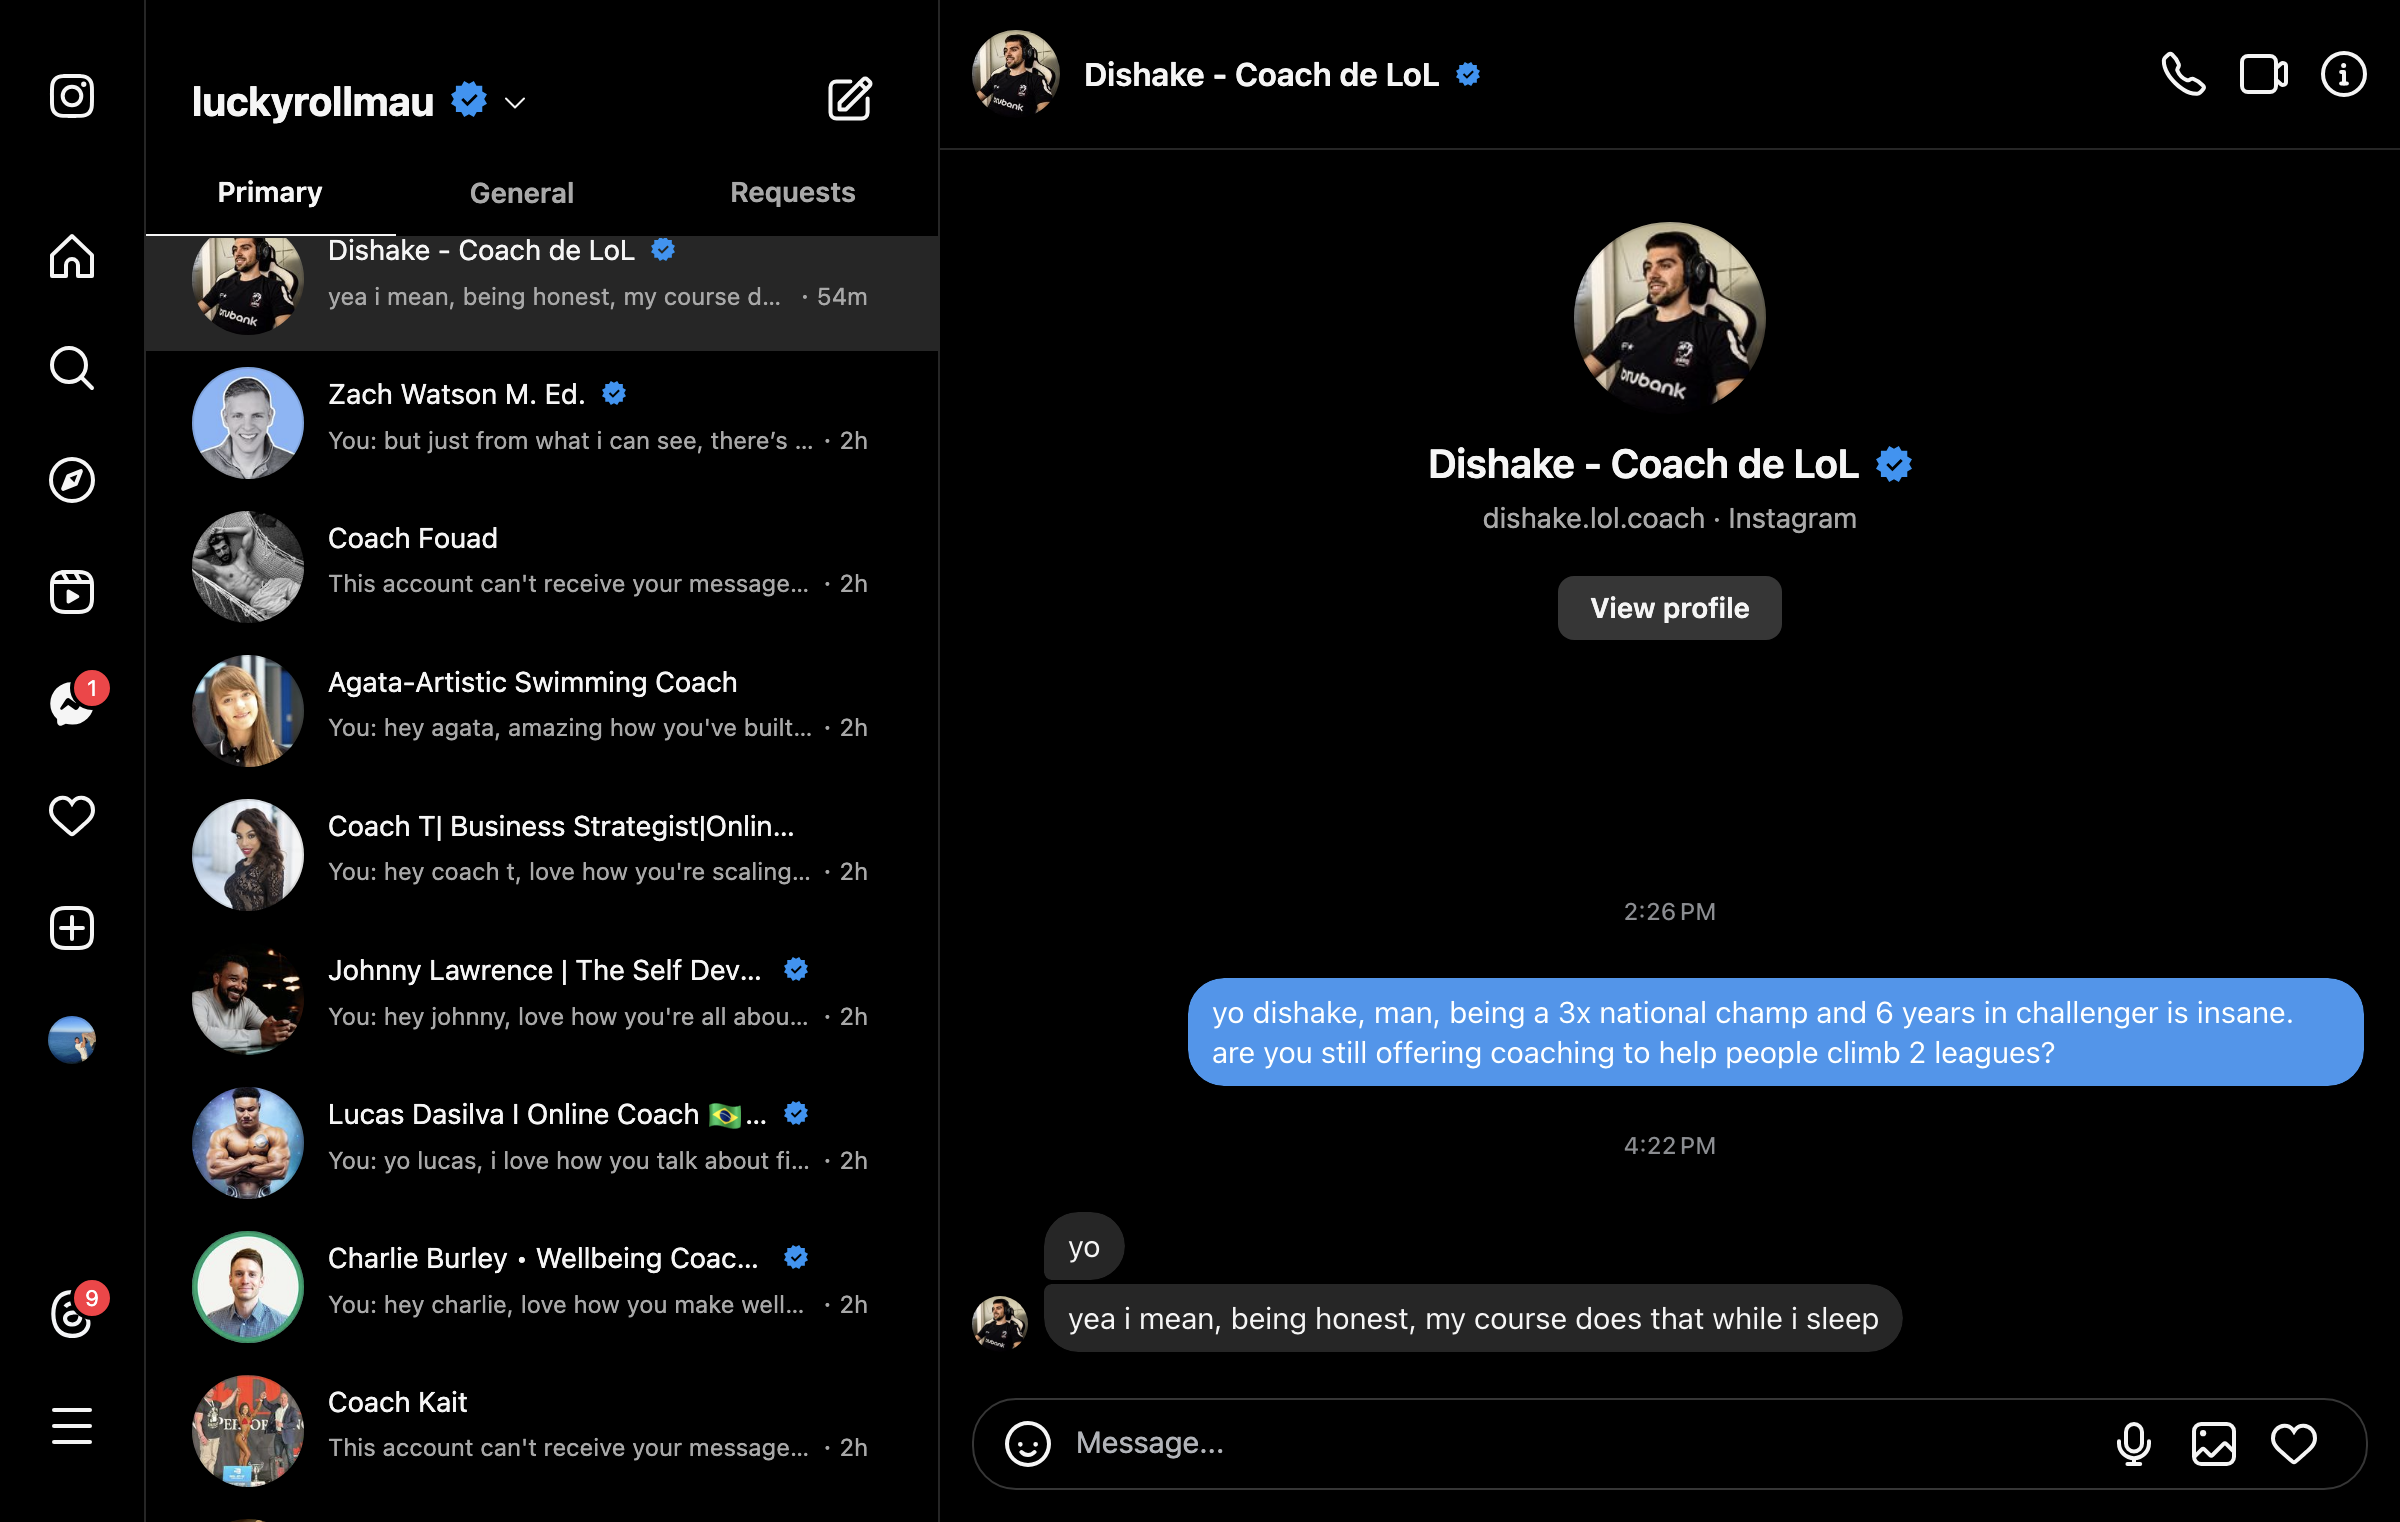 luckyrollmau
Primary General Requests
Dishake - Coach de LoL
yea i mean, being honest, my course d... · 54m
Zach Watson M. Ed.
You: but just from what i can see, there’s ... · 2h
Coach Fouad
This account can't receive your message... · 2h
Agata-Artistic Swimming Coach
You: hey agata, amazing how you've built... · 2h
Coach T| Business Strategist|Onlin...
You: hey coach t, love how you're scaling... · 2h
Johnny Lawrence | The Self Dev...
You: hey johnny, love how you're all abou... · 2h
Lucas Dasilva I Online Coach 🇧🇷...
You: yo lucas, i love how you talk about fi... · 2h
Charlie Burley • Wellbeing Coac...
You: hey charlie, love how you make well... · 2h
Coach Kait
This account can't receive your message... · 2h
1
9
Dishake - Coach de LoL
brubank
Dishake - Coach de LoL
dishake.lol.coach · Instagram
View profile
2:26 PM
yo dishake, man, being a 3x national champ and 6 years in challenger is insane.
are you still offering coaching to help people climb 2 leagues?
4:22 PM
yo
yea i mean, being honest, my course does that while i sleep
Message...